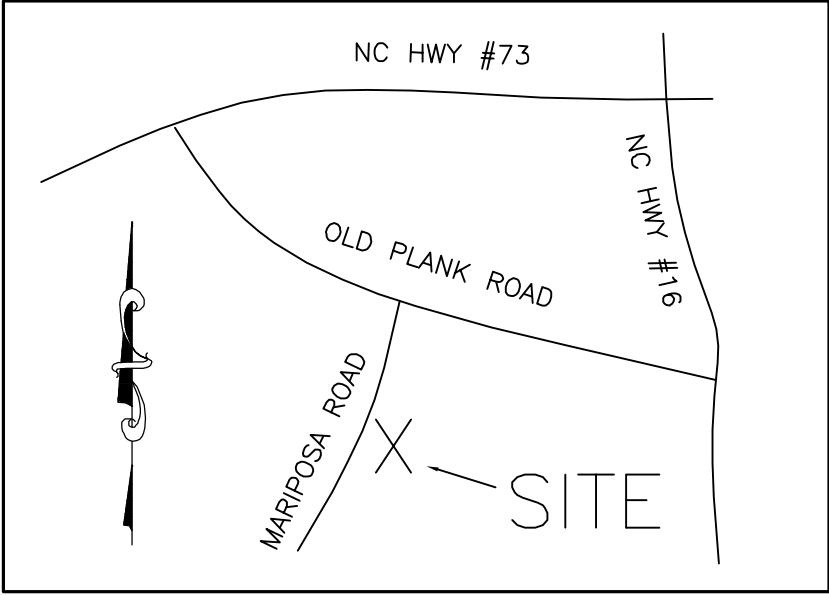 NC HWY #73
NC HWY #16
OLD PLANK ROAD
MARIPOSA ROAD
X
SITE